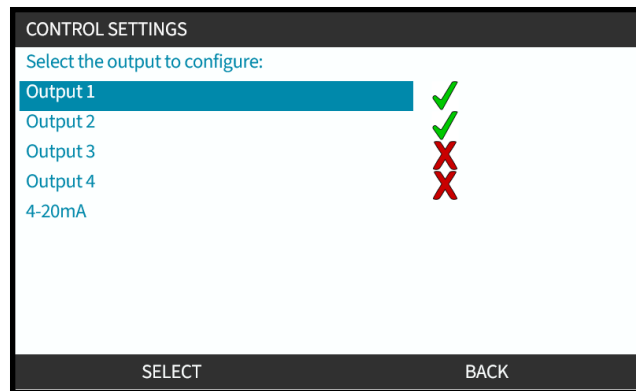 CONTROL SETTINGS
Select the output to configure:
Output 1
Output 2
Output 3
Output 4
4-20mA
SELECT BACK